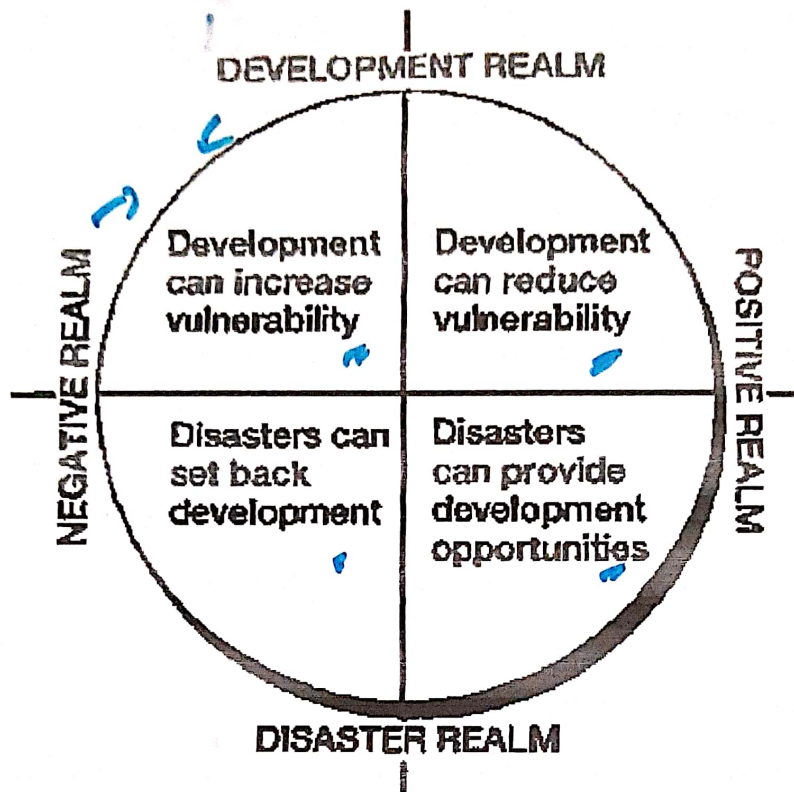 DEVELOPMENT REALM
NEGATIVE REALM
Development
can increase
vulnerability
Development
can reduce
vulnerability
POSITIVE REALM
Disasters can
set back
development
Disasters
can provide
development
opportunities
DISASTER REALM